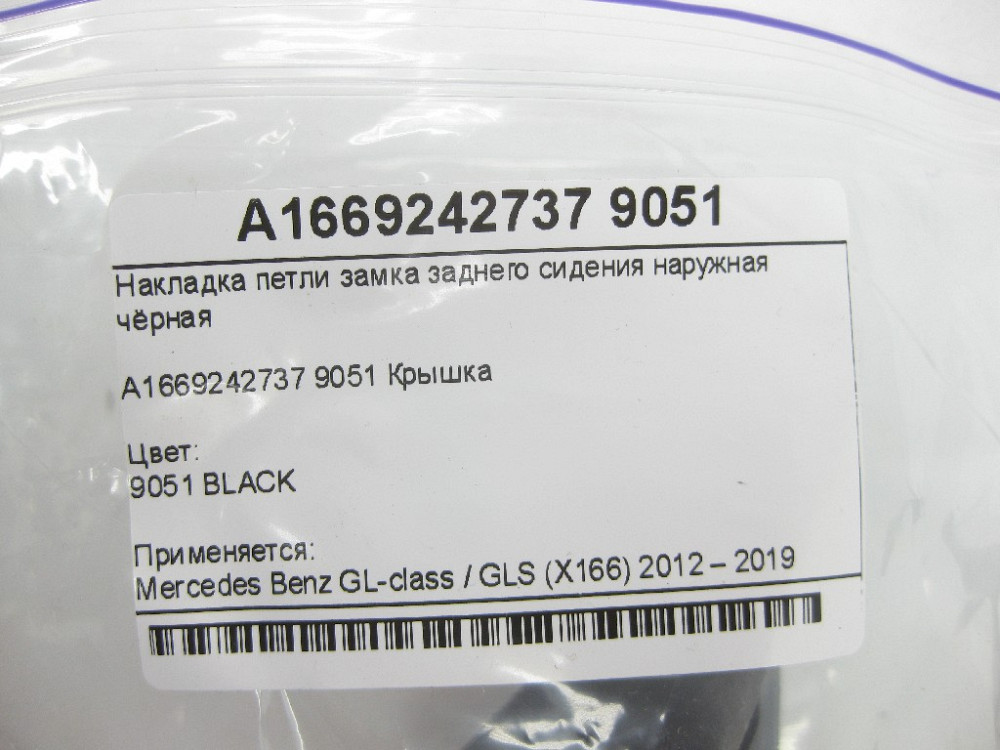 A1669242737 9051
Накладка петли замка заднего сидения наружная
чёрная
A1669242737 9051 Крышка
Цвет:
9051 BLACK
Применяется:
Mercedes Benz GL-class / GLS (X166) 2012 – 2019